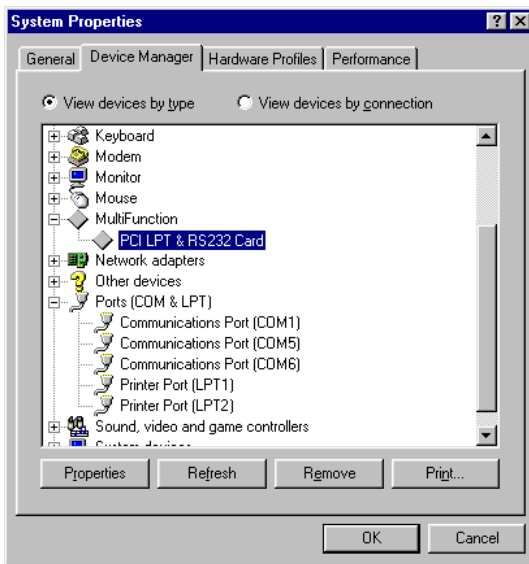 System Properties
General Device Manager Hardware Profiles Performance
View devices by type View devices by connection
Keyboard
Modem
Monitor
Mouse
MultiFunction
PCI LPT & RS232 Card
Network adapters
Other devices
Ports (COM & LPT)
Communications Port (COM1)
Communications Port (COM5)
Communications Port (COM6)
Printer Port (LPT1)
Printer Port (LPT2)
Sound, video and game controllers
System devices
Properties Refresh Remove Print...
OK Cancel